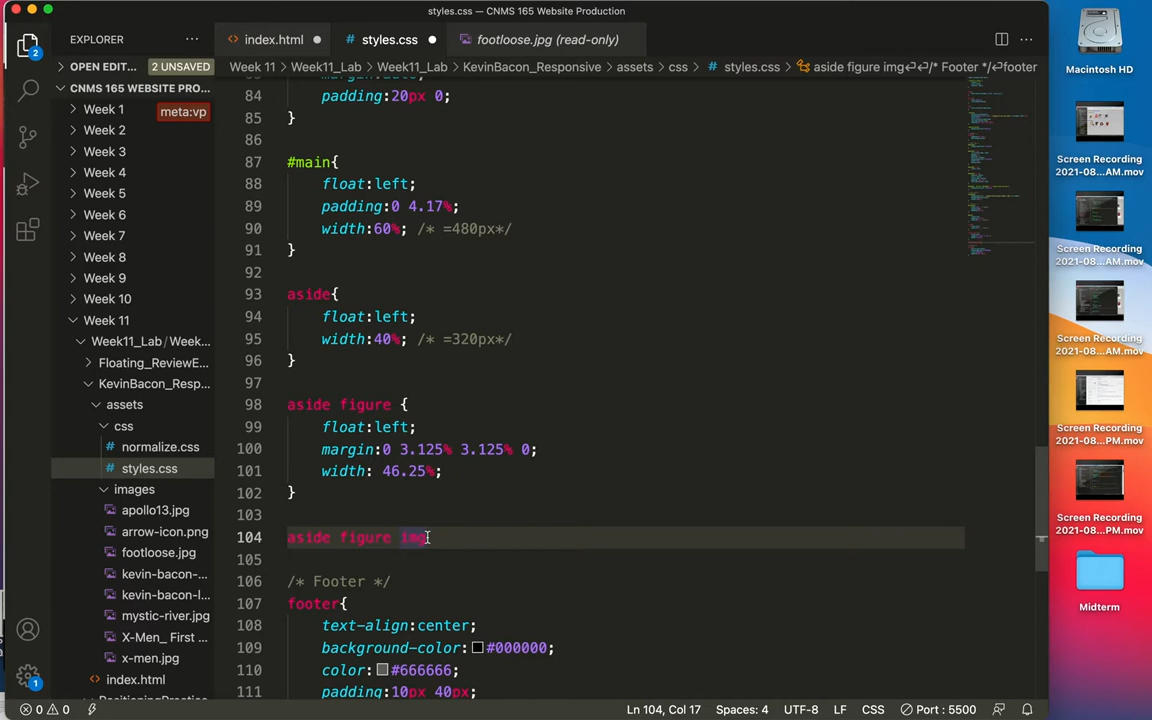 styles.css — CNMS 165 Website Production
EXPLORER
OPEN EDIT...
2 UNSAVED
CNMS 165 WEBSITE PRO...
Week 1
meta:vp
Week 2
Week 3
Week 4
Week 5
Week 6
Week 7
Week 8
Week 9
Week 10
Week 11
Week11_Lab / Week...
Floating_ReviewE...
KevinBacon_Resp...
assets
css
normalize.css
styles.css
images
apollo13.jpg
arrow-icon.png
footloose.jpg
kevin-bacon-...
kevin-bacon-l...
mystic-river.jpg
X-Men_ First ...
x-men.jpg
index.html
index.html
styles.css
footloose.jpg (read-only)
Week 11 > Week11_Lab > Week11_Lab > KevinBacon_Responsive > assets > css > styles.css > aside figure img↵↵/* Footer */↵footer
84 padding:20px 0;
85 }
86
87 #main{
88 float:left;
89 padding:0 4.17%;
90 width:60%; /* =480px*/
91 }
92
93 aside{
94 float:left;
95 width:40%; /* =320px*/
96 }
97
98 aside figure {
99 float:left;
100 margin:0 3.125% 3.125% 0;
101 width: 46.25%;
102 }
103
104 aside figure img
105
106 /* Footer */
107 footer{
108 text-align:center;
109 background-color: #000000;
110 color: #666666;
111 padding:10px 40px;
Macintosh HD
Screen Recording
2021-08...AM.mov
Screen Recording
2021-08...AM.mov
Screen Recording
2021-08...AM.mov
Screen Recording
2021-08...PM.mov
Screen Recording
2021-08...PM.mov
Midterm
2
1
0 0
Ln 104, Col 17
Spaces: 4
UTF-8
LF
CSS
Port : 5500